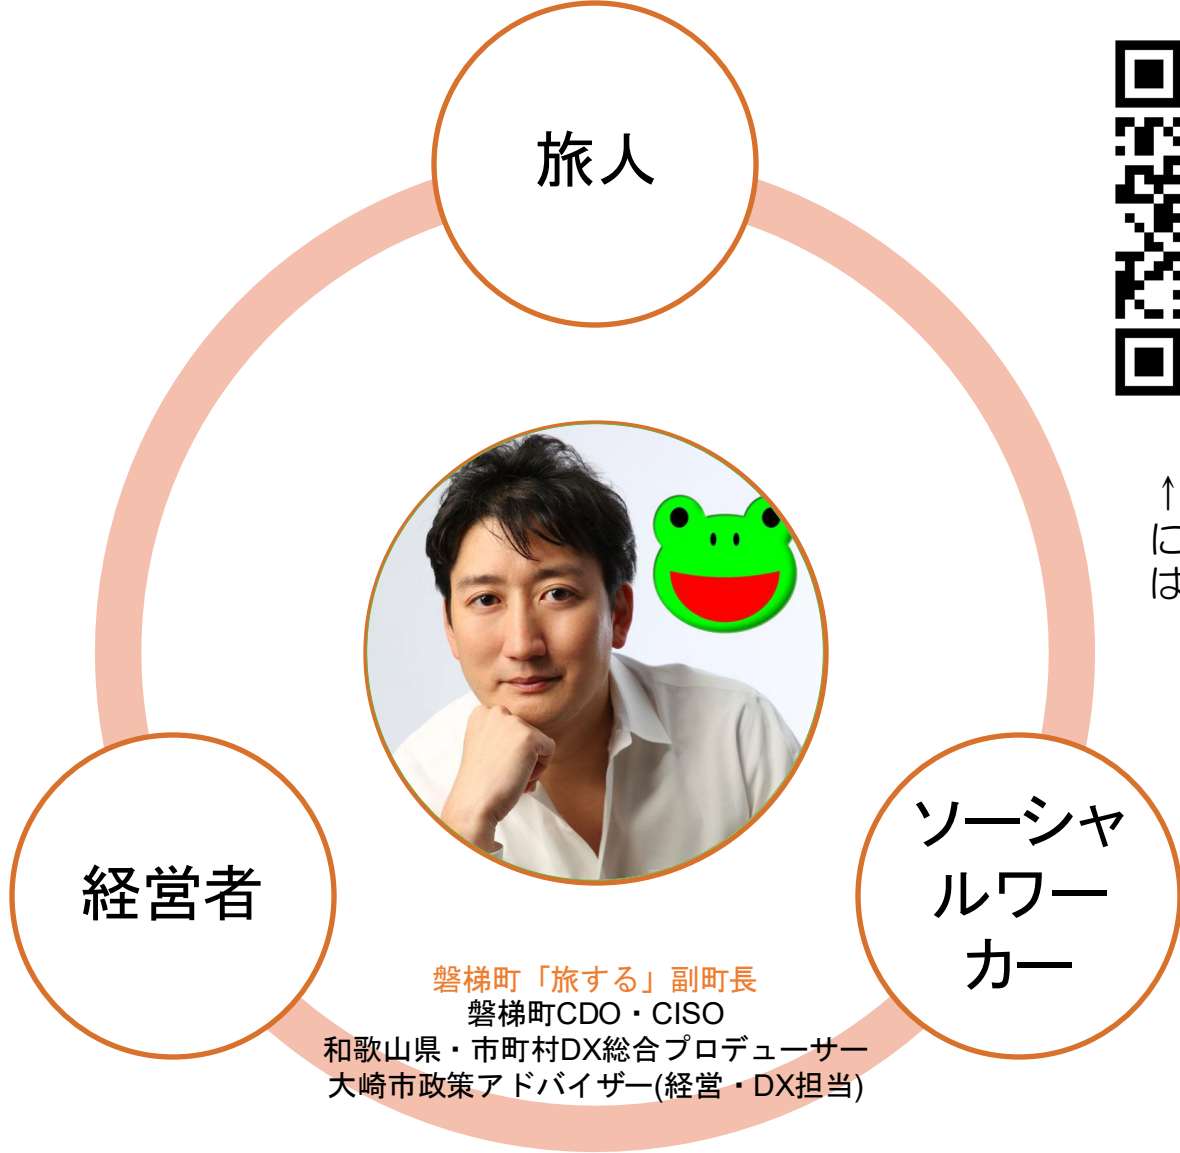 旅人
↑
に
は
経営者
ソーシャ
ルワー
カー
磐梯町「旅する」副町長
磐梯町CDO・CISO
和歌山県・市町村DX総合プロデューサー
大崎市政策アドバイザー(経営・DX担当)